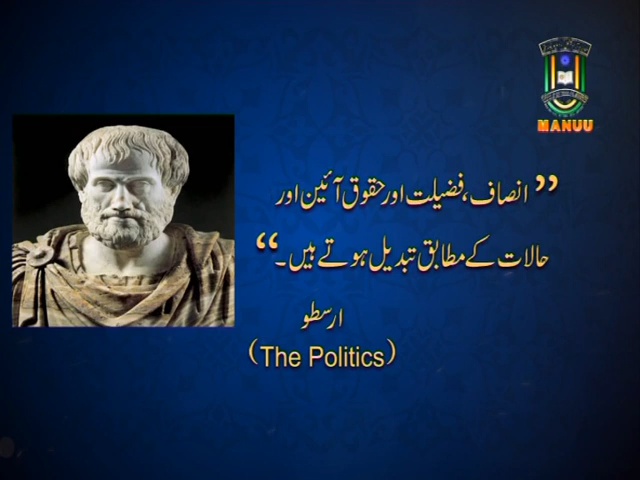 MANUU
”انصاف، فضیلت اور حقوق آئین اور
حالات کے مطابق تبدیل ہوتے ہیں۔“
ارسطو
(The Politics)